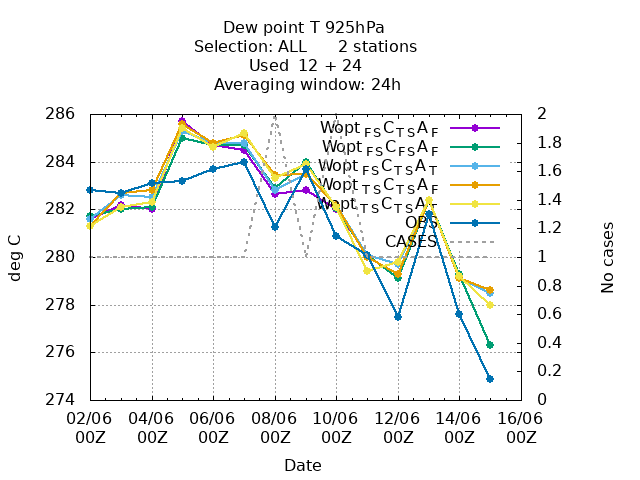 Dew point T 925hPa
Selection: ALL 2 stations
Used 12 + 24
Averaging window: 24h
286
284
282
280
278
276
274
deg C
2
1.8
1.6
1.4
1.2
1
0.8
0.6
0.4
0.2
0
No cases
Wopt FS C TS A F
Wopt FS C FS A F
Wopt FS C TS A T
Wopt TS C TS A F
Wopt TS C TS A T
OBS
CASES
02/06 04/06 06/06 08/06 10/06 12/06 14/06 16/06
00Z 00Z 00Z 00Z 00Z 00Z 00Z 00Z
Date